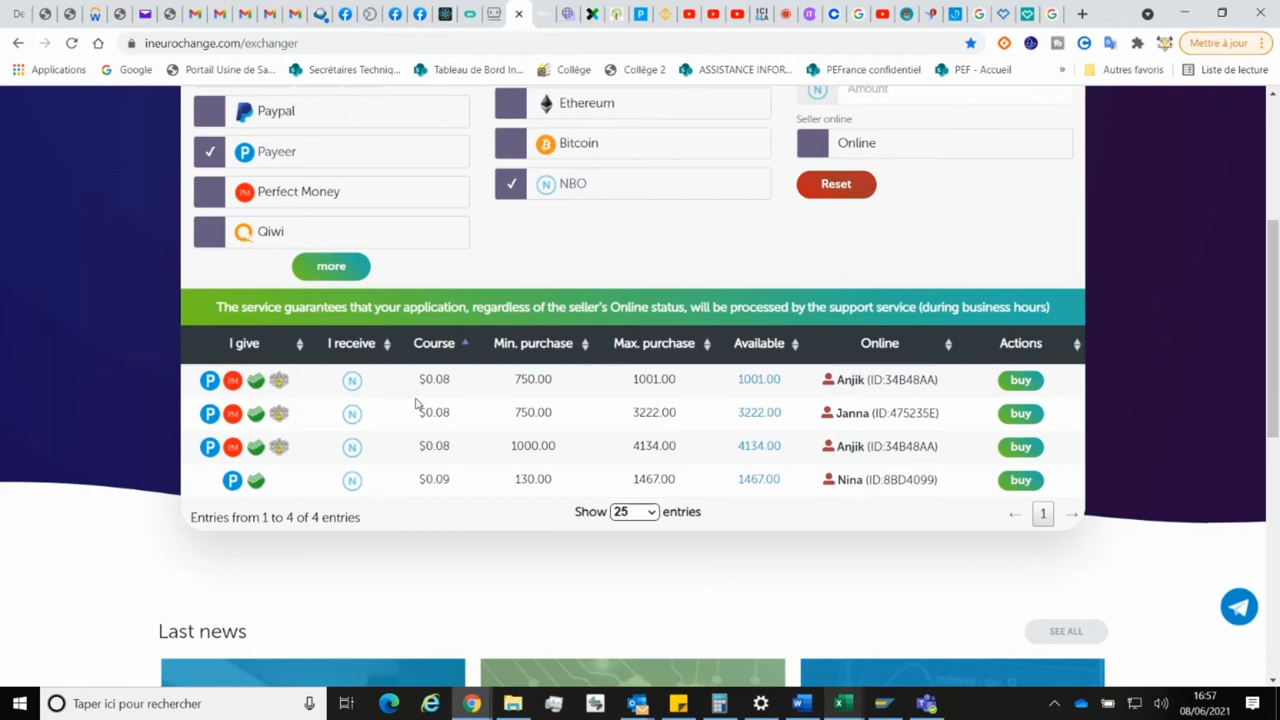 De
Mettre à jour
ineurochange.com/exchanger
Applications Google Portail Usine de Sa... Secrétaires Techniq... Tableau de Bord In... Collège Collège 2 ASSISTANCE INFOR... PEFrance confidentiel PEF - Accueil » Autres favoris Liste de lecture
Paypal
Payeer
Perfect Money
Qiwi
more
Ethereum
Bitcoin
NBO
Amount
Seller online
Online
Reset
The service guarantees that your application, regardless of the seller's Online status, will be processed by the support service (during business hours)
I give I receive Course Min. purchase Max. purchase Available Online Actions
$0.08 750.00 1001.00 1001.00 Anjik (ID:34B48AA) buy
$0.08 750.00 3222.00 3222.00 Janna (ID:475235E) buy
$0.08 1000.00 4134.00 4134.00 Anjik (ID:34B48AA) buy
$0.09 130.00 1467.00 1467.00 Nina (ID:8BD4099) buy
Entries from 1 to 4 of 4 entries Show 25 entries ← 1 →
Last news SEE ALL
Taper ici pour rechercher
16:57
08/06/2021